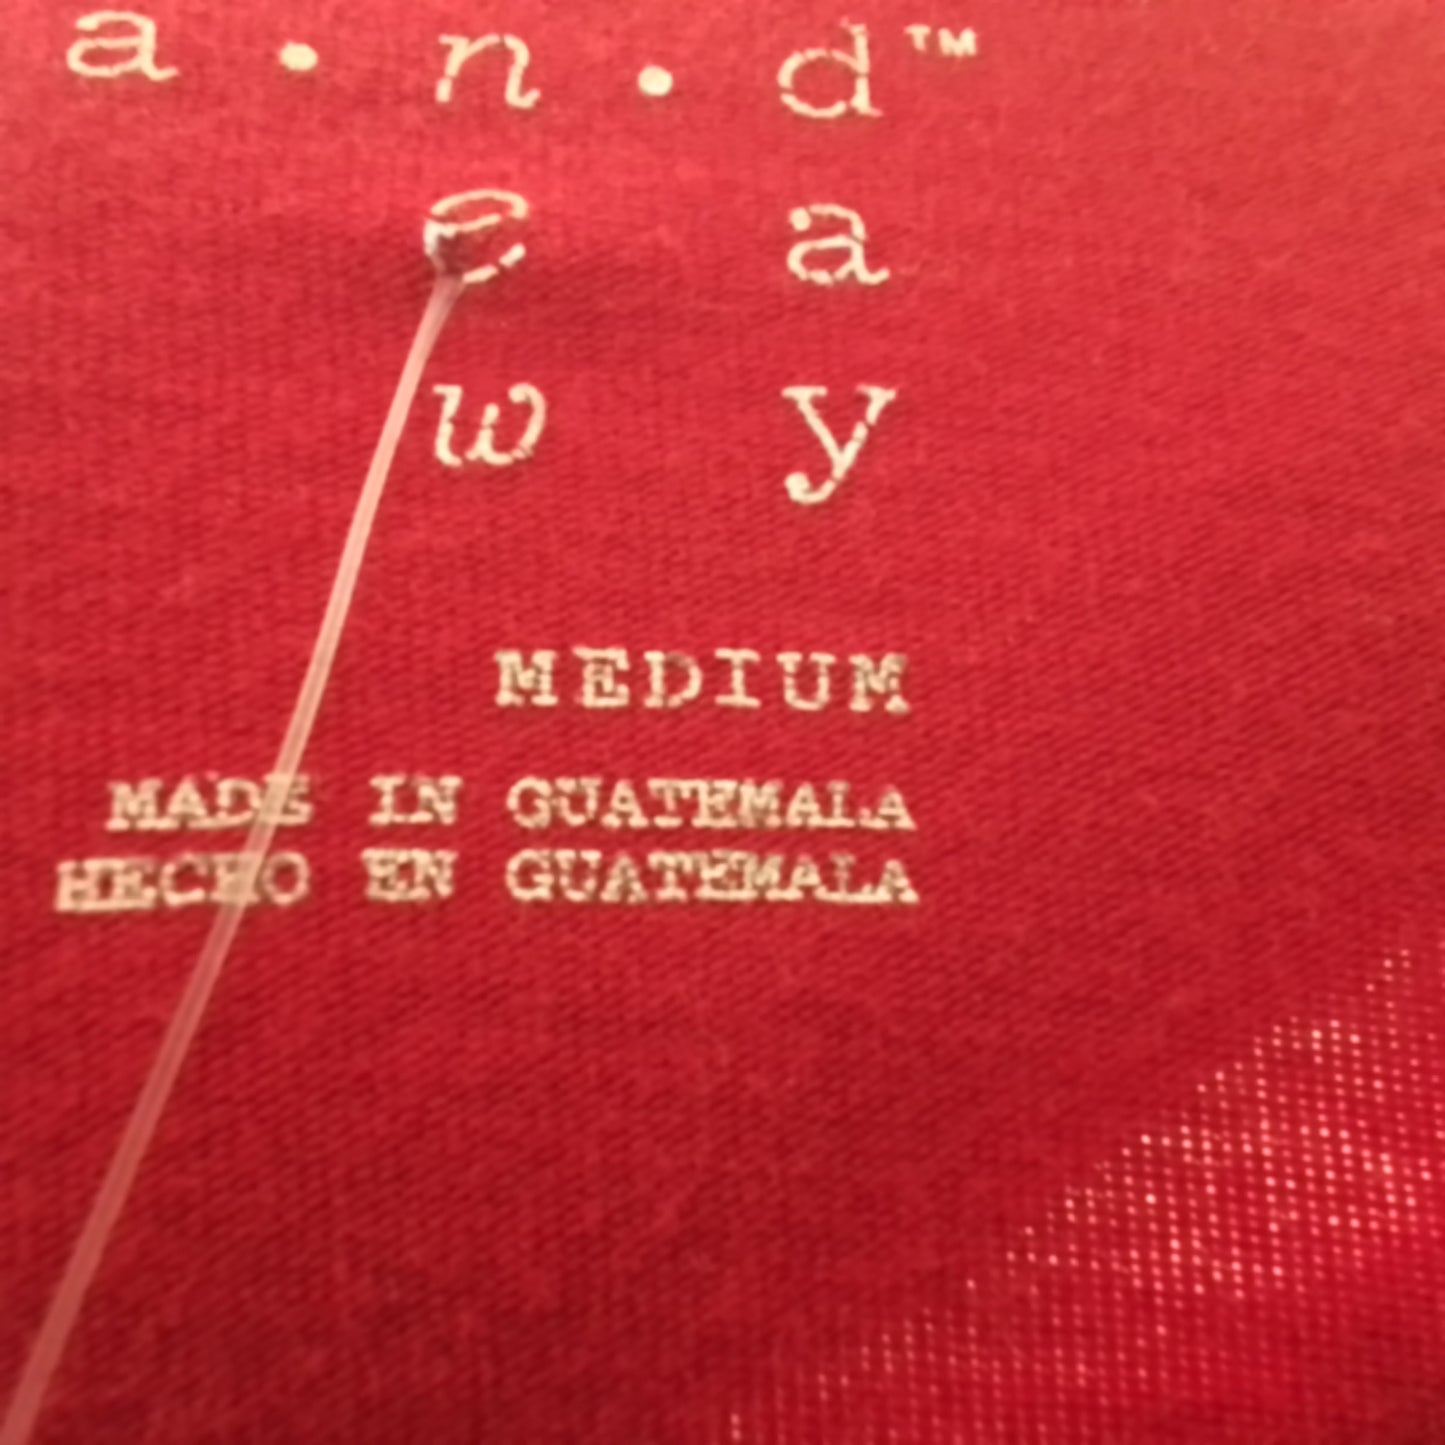 a • n • d™
e a
w y
MEDIUM
MADE IN GUATEMALA
HECHO EN GUATEMALA